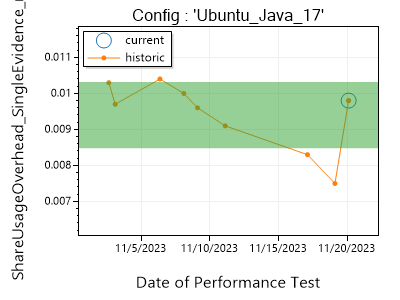 Config : 'Ubuntu_Java_17'
current
historic
0.011
0.01
0.009
0.008
0.007
11/5/2023
11/10/2023
11/15/2023
11/20/2023
Date of Performance Test
ShareUsageOverhead_SingleEvidence_